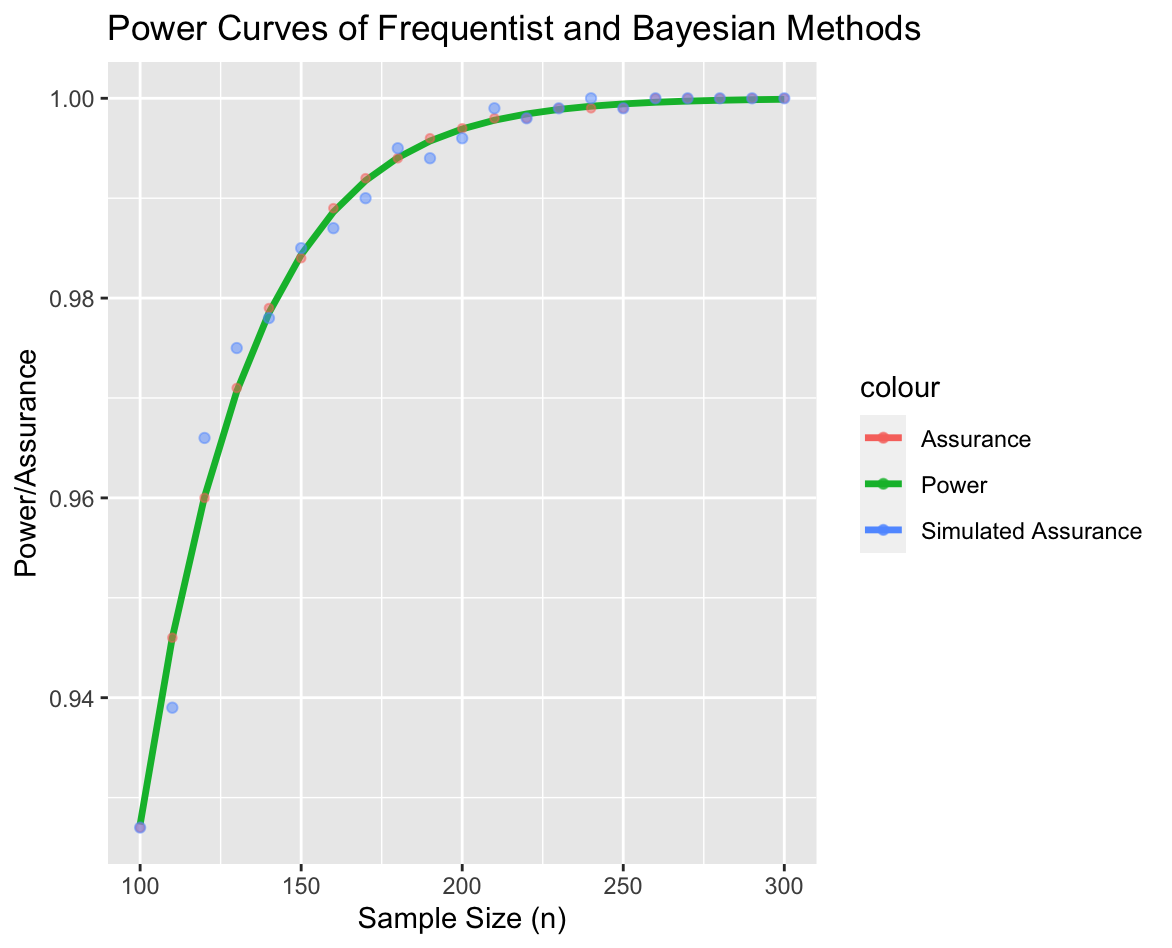 Power Curves of Frequentist and Bayesian Methods
1.00
0.98
0.96
0.94
Power/Assurance
100 150 200 250 300
Sample Size (n)
colour
Assurance
Power
Simulated Assurance